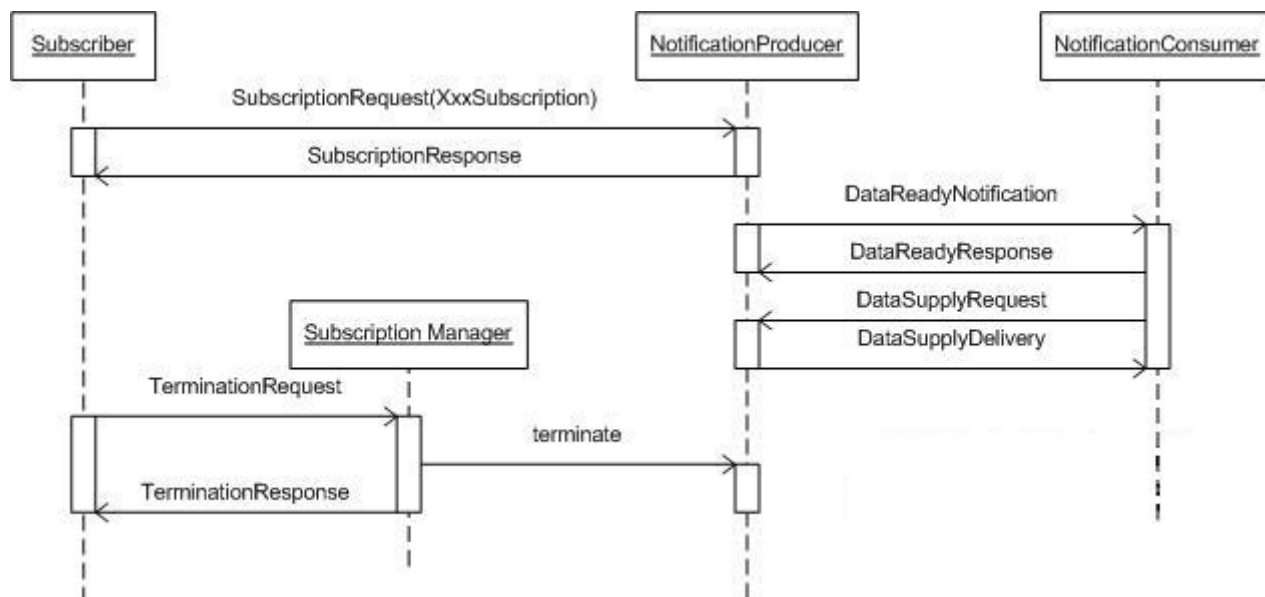 Subscriber
NotificationProducer
NotificationConsumer
SubscriptionRequest(XxxSubscription)
SubscriptionResponse
DataReadyNotification
DataReadyResponse
DataSupplyRequest
Subscription Manager
DataSupplyDelivery
TerminationRequest
terminate
TerminationResponse